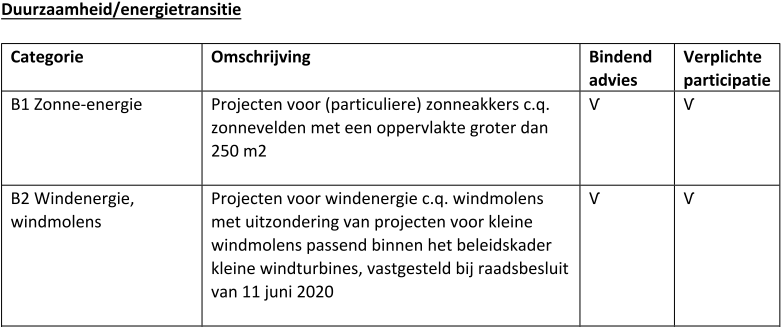 Duurzaamheid/energietransitie
Categorie Omschrijving Bindend advies Verplichte participatie
B1 Zonne-energie Projecten voor (particuliere) zonneakkers c.q. V V
zonnevelden met een oppervlakte groter dan
250 m2
B2 Windenergie, Projecten voor windenergie c.q. windmolens V V
windmolens met uitzondering van projecten voor kleine
windmolens passend binnen het beleidskader
kleine windturbines, vastgesteld bij raadsbesluit
van 11 juni 2020